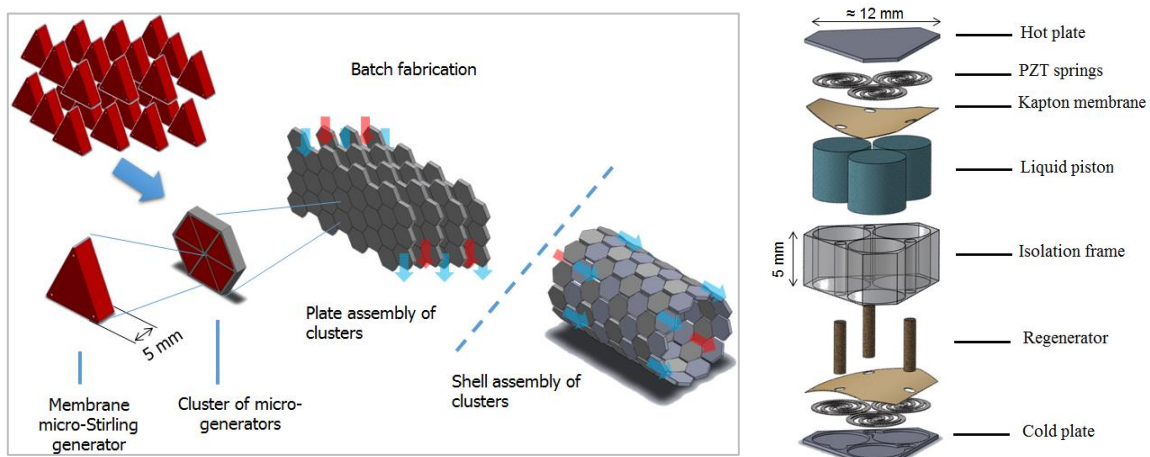 Batch fabrication
5 mm
Membrane
micro-Stirling
generator
Cluster of micro-
generators
Plate assembly of
clusters
Shell assembly of
clusters
≈ 12 mm
Hot plate
PZT springs
Kapton membrane
Liquid piston
5 mm
Isolation frame
Regenerator
Cold plate